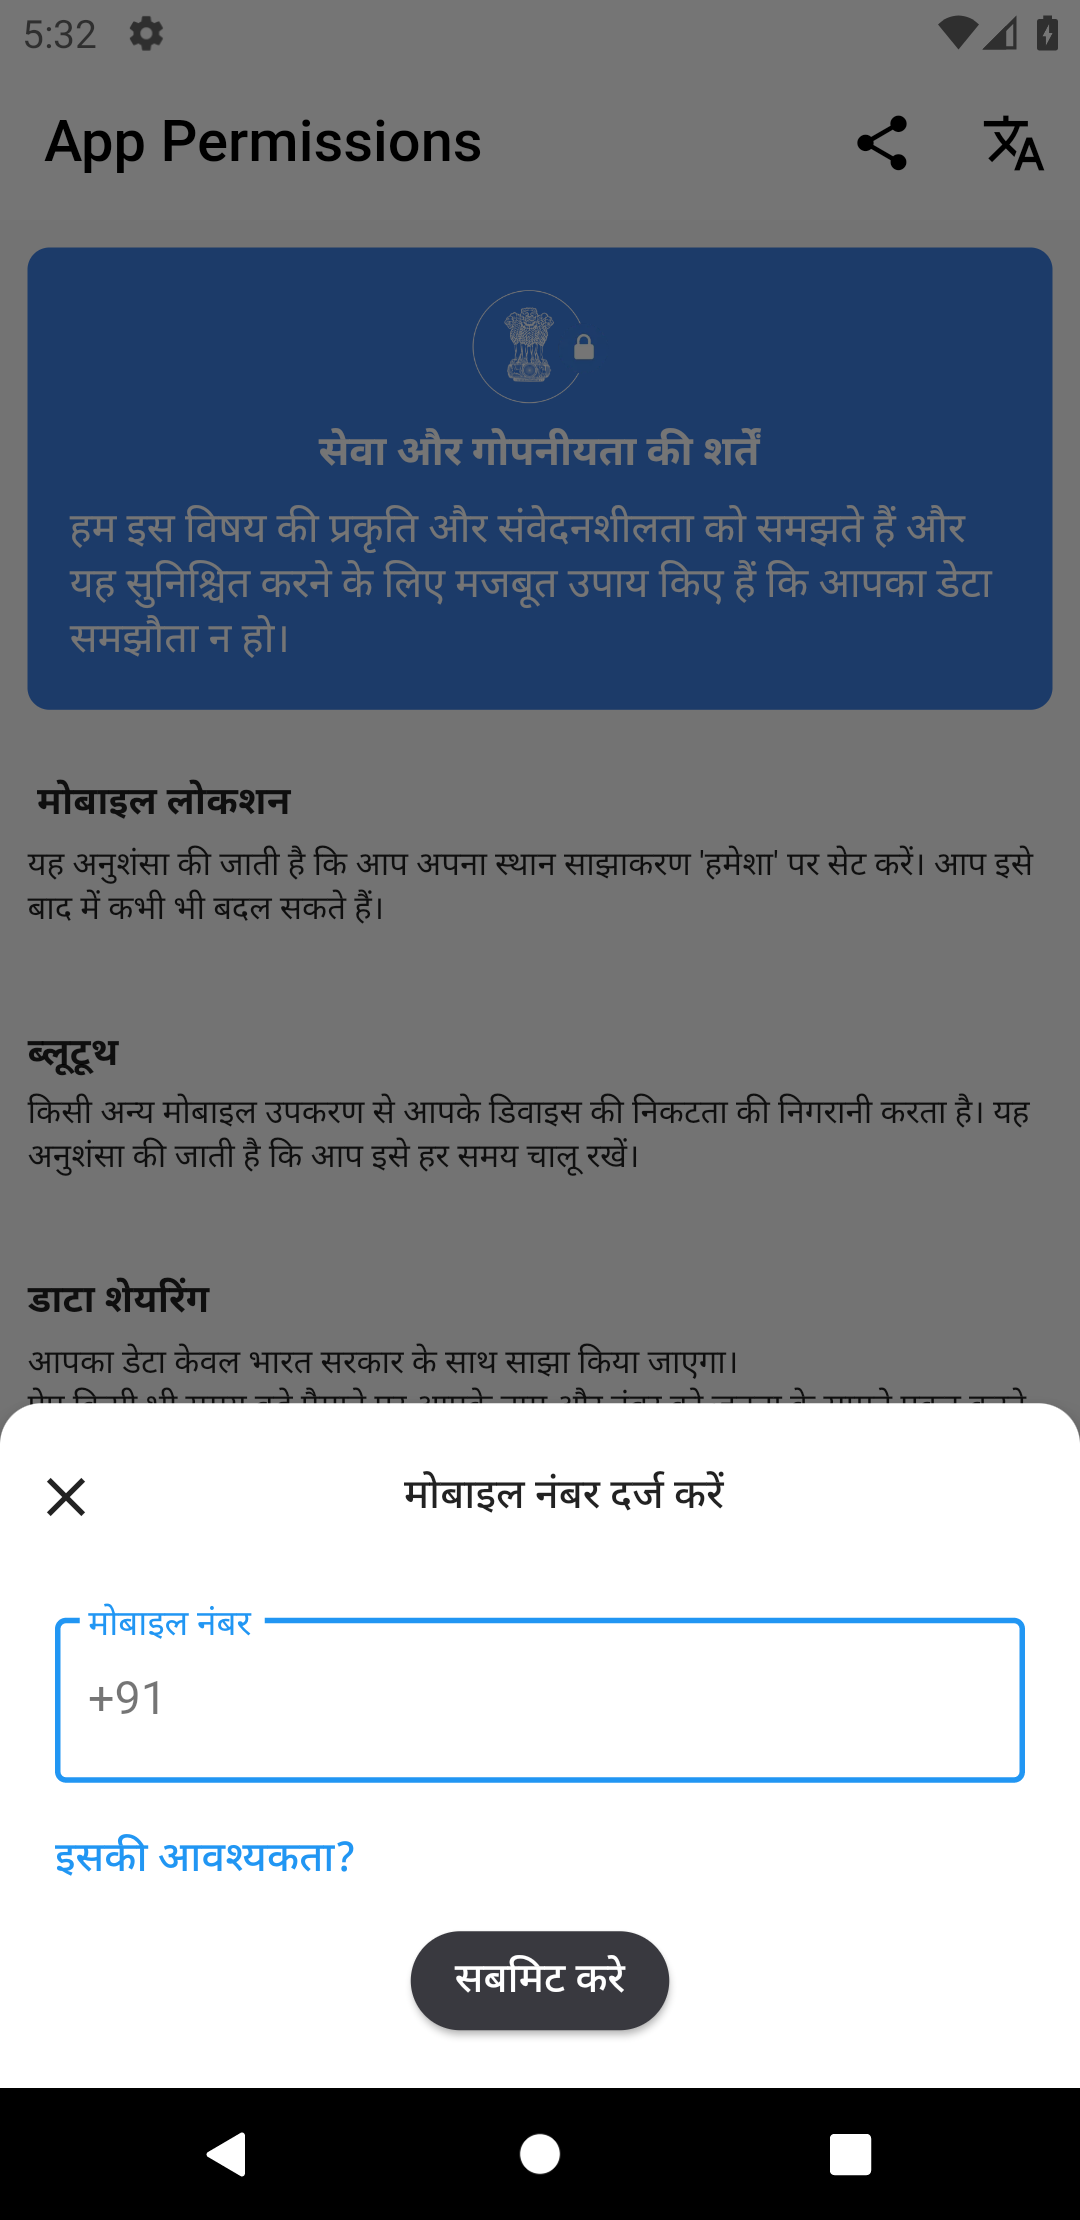 5:32
App Permissions
सेवा और गोपनीयता की शर्तें
हम इस विषय की प्रकृति और संवेदनशीलता को समझते हैं और
यह सुनिश्चित करने के लिए मजबूत उपाय किए हैं कि आपका डेटा
समझौता न हो।
मोबाइल लोकशन
यह अनुशंसा की जाती है कि आप अपना स्थान साझाकरण 'हमेशा' पर सेट करें। आप इसे
बाद में कभी भी बदल सकते हैं।
ब्लूटूथ
किसी अन्य मोबाइल उपकरण से आपके डिवाइस की निकटता की निगरानी करता है। यह
अनुशंसा की जाती है कि आप इसे हर समय चालू रखें।
डाटा शेयरिंग
आपका डेटा केवल भारत सरकार के साथ साझा किया जाएगा।
मोबाइल नंबर दर्ज करें
मोबाइल नंबर
+91
इसकी आवश्यकता?
सबमिट करे